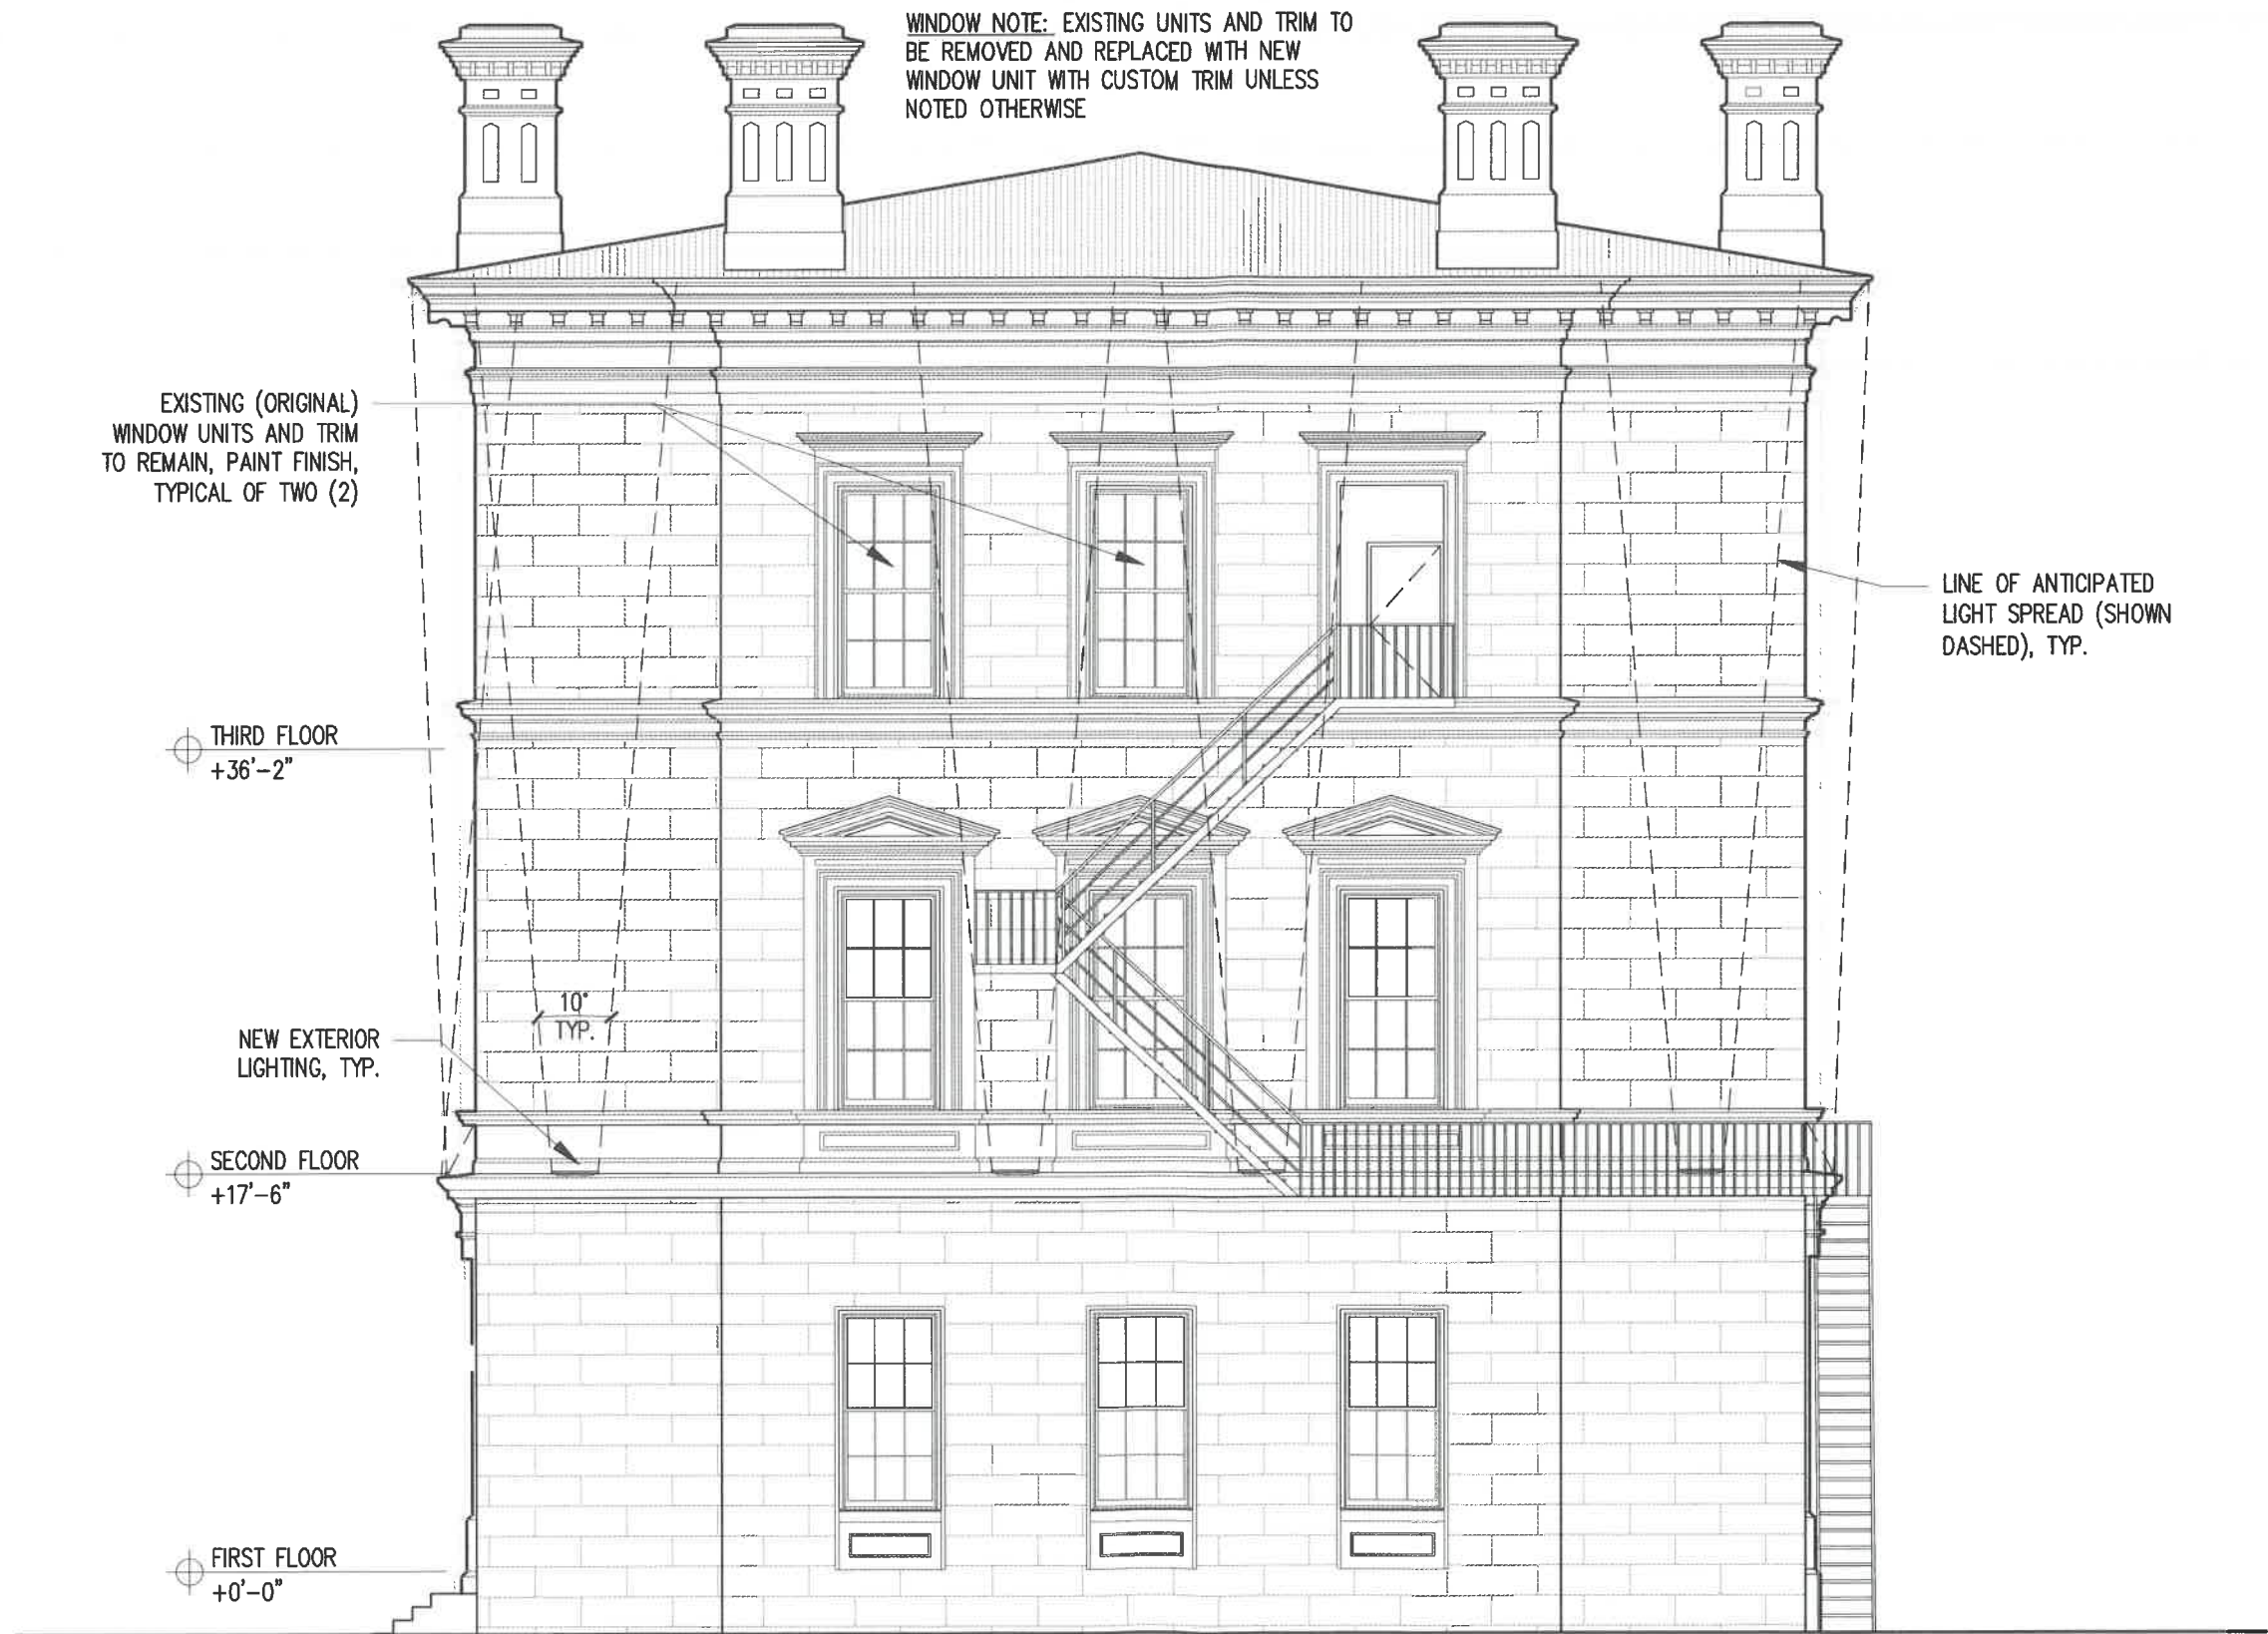 WINDOW NOTE: EXISTING UNITS AND TRIM TO
BE REMOVED AND REPLACED WITH NEW
WINDOW UNIT WITH CUSTOM TRIM UNLESS
NOTED OTHERWISE
EXISTING (ORIGINAL)
WINDOW UNITS AND TRIM
TO REMAIN, PAINT FINISH,
TYPICAL OF TWO (2)
LINE OF ANTICIPATED
LIGHT SPREAD (SHOWN
DASHED), TYP.
THIRD FLOOR
+36'-2"
10°
TYP.
NEW EXTERIOR
LIGHTING, TYP.
SECOND FLOOR
+17'-6"
FIRST FLOOR
+0'-0"